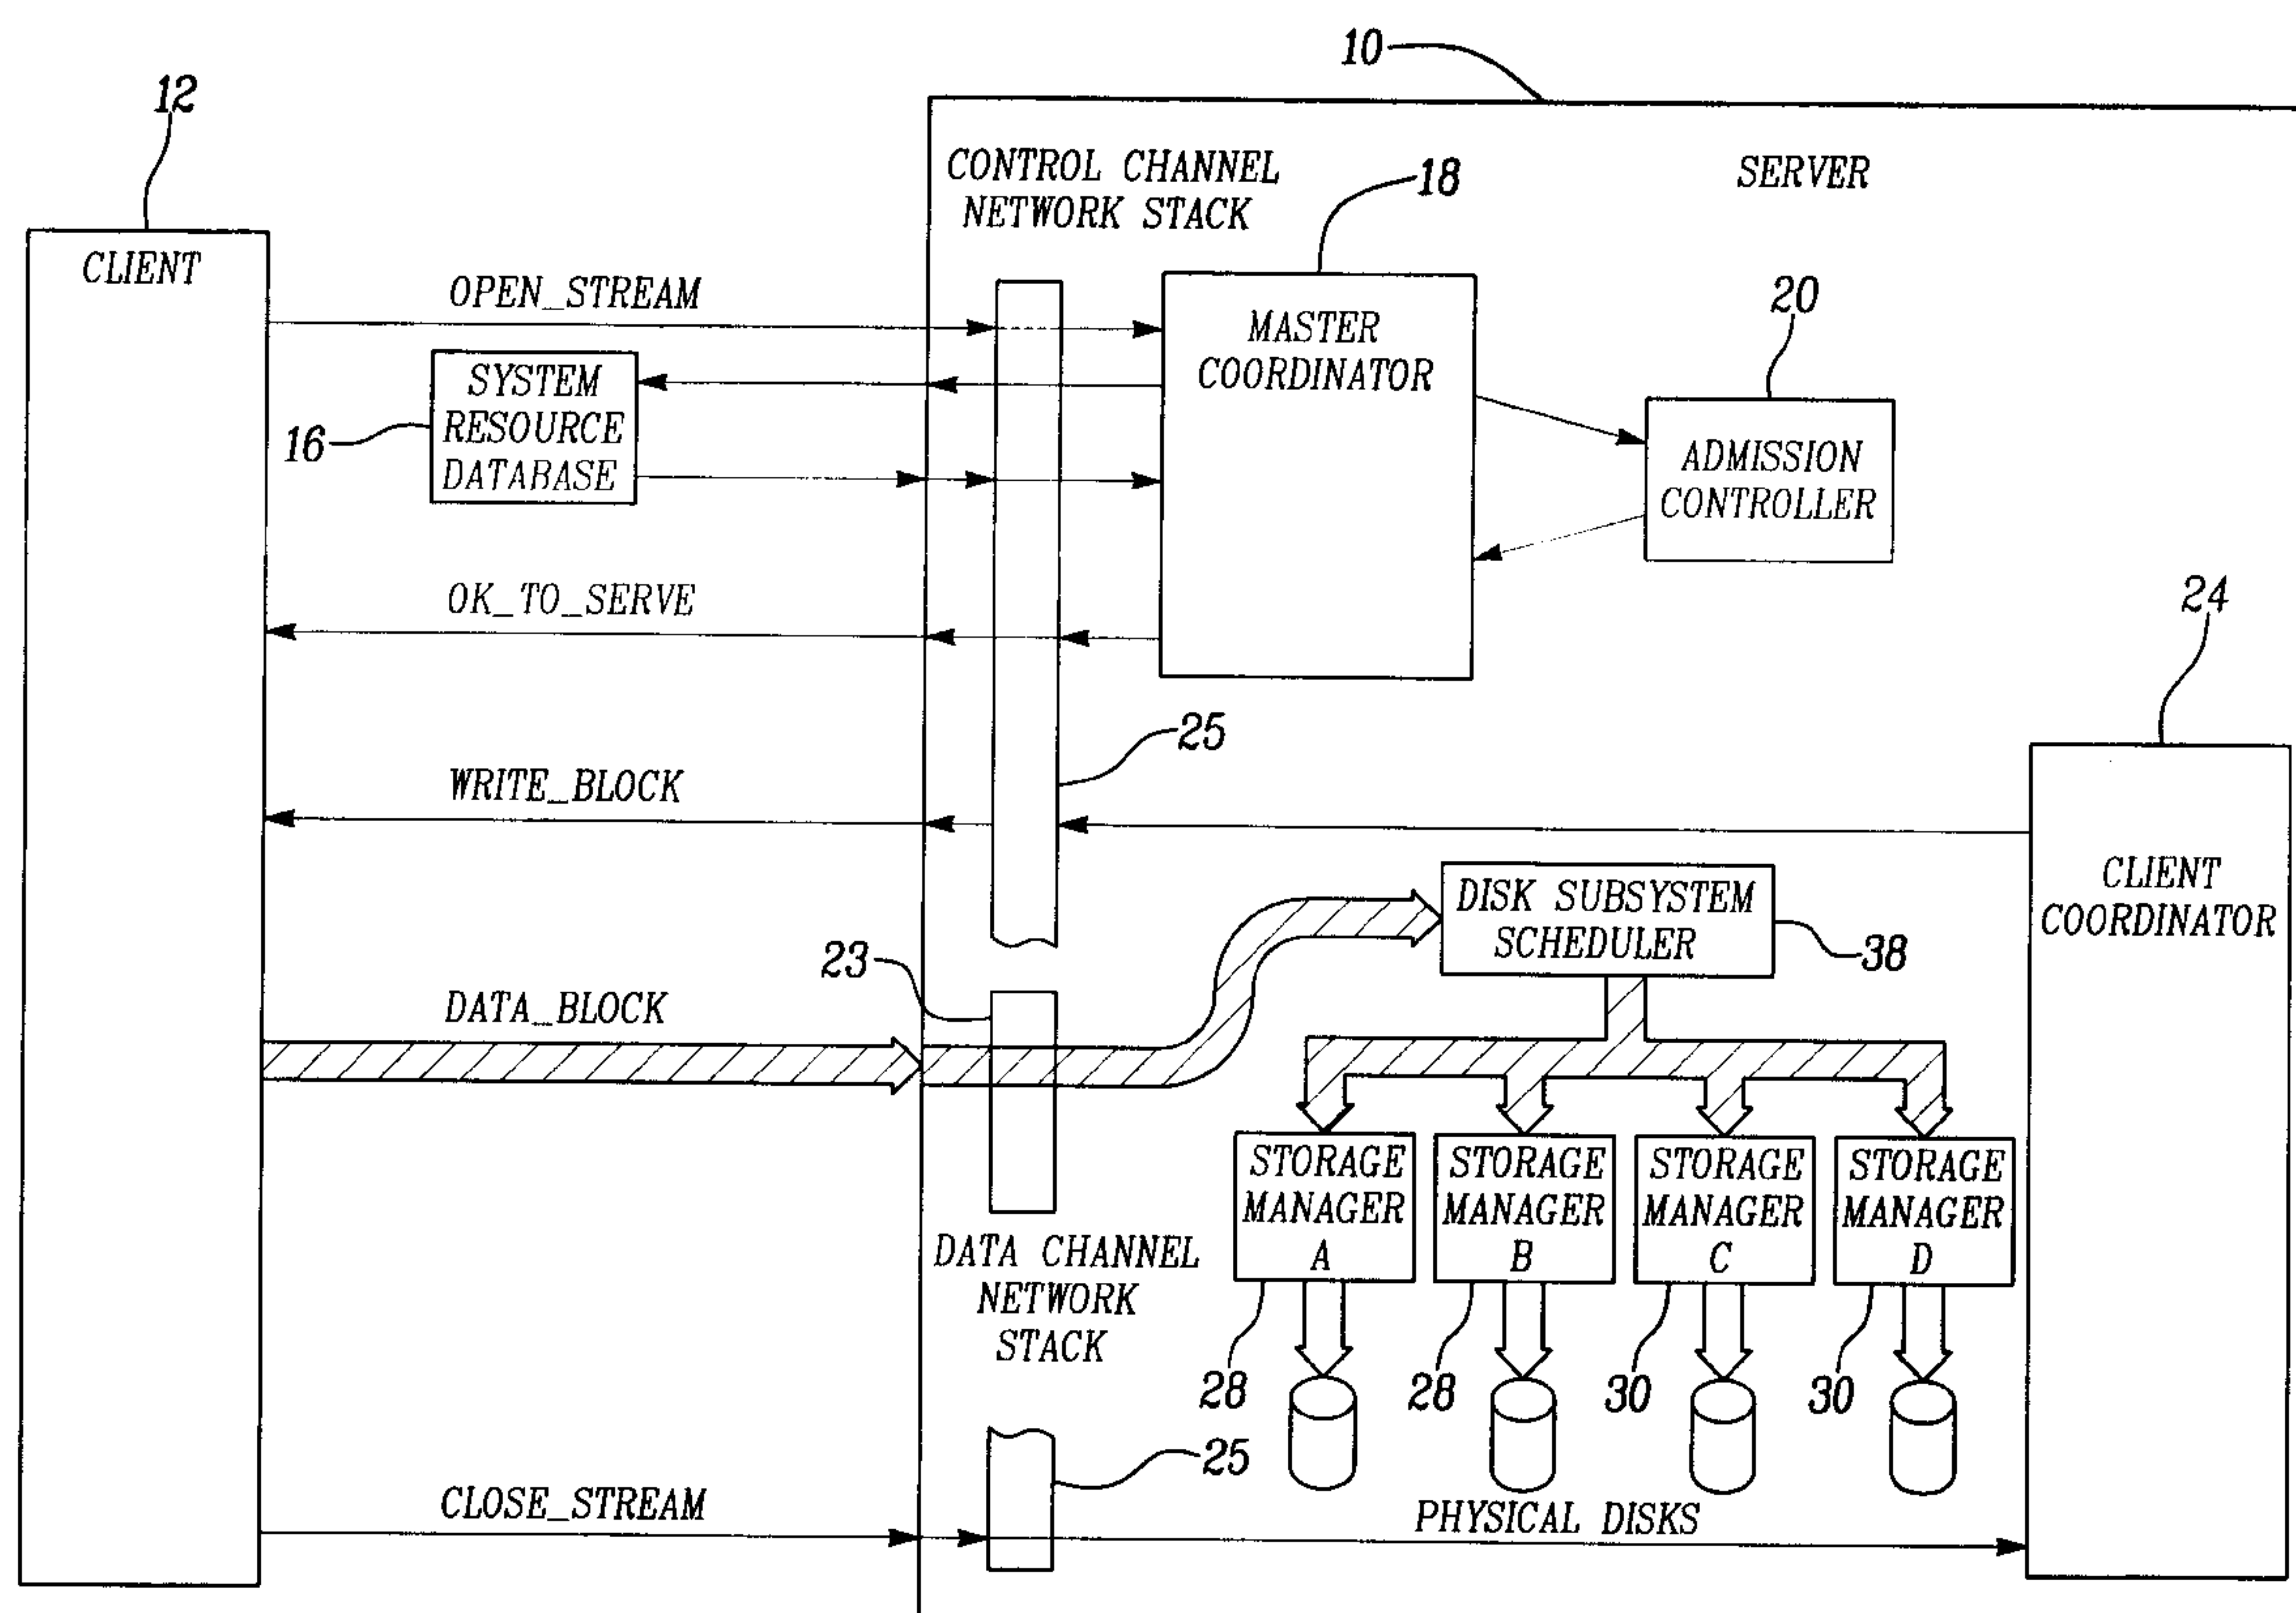 10
12
CONTROL CHANNEL
NETWORK STACK
18
SERVER
CLIENT
OPEN_STREAM
MASTER
COORDINATOR
20
SYSTEM
RESOURCE
DATABASE
16
ADMISSION
CONTROLLER
OK_TO_SERVE
24
25
WRITE_BLOCK
CLIENT
COORDINATOR
DISK SUBSYSTEM
SCHEDULER
38
23
DATA_BLOCK
STORAGE
MANAGER
A
STORAGE
MANAGER
B
STORAGE
MANAGER
C
STORAGE
MANAGER
D
DATA CHANNEL
NETWORK
STACK
28
28
30
30
25
CLOSE_STREAM
PHYSICAL DISKS